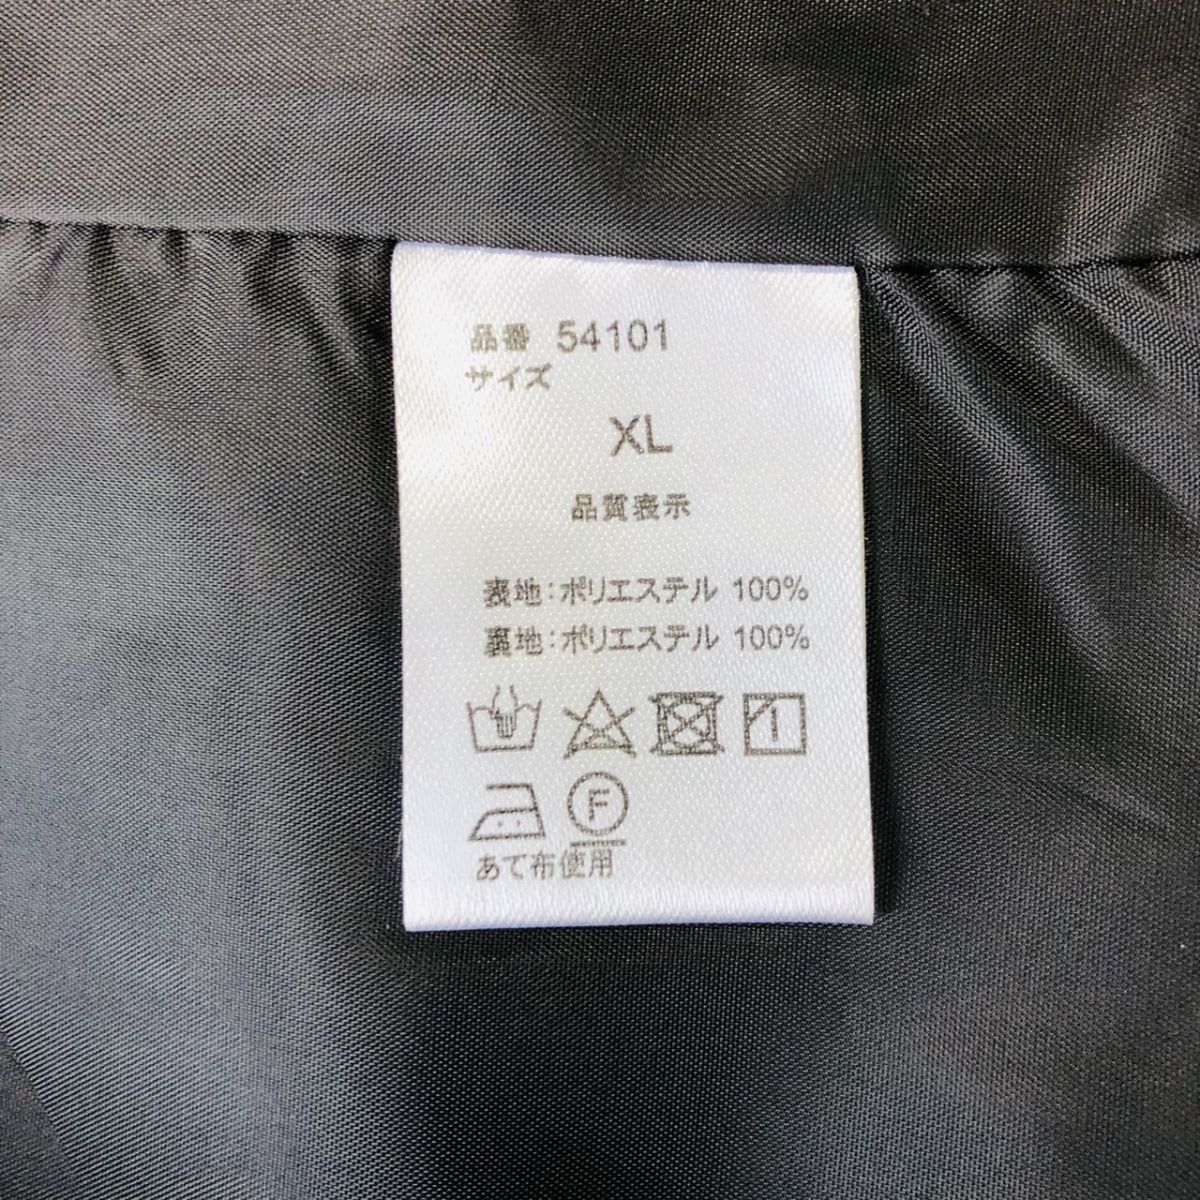 品番 54101
サイズ
XL
品質表示
表地:ポリエステル 100%
裏地:ポリエステル 100%
F
あて布使用